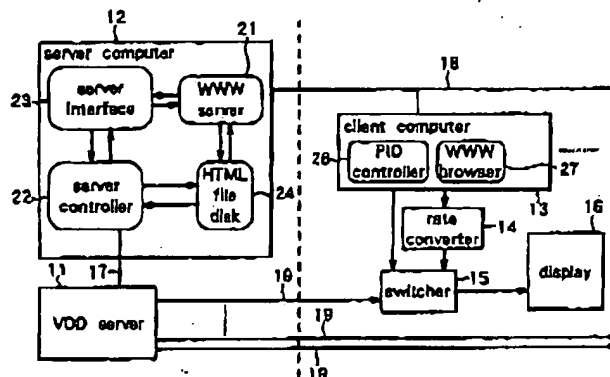 12
21
server computer
server
interface
WWW
server
23
18
client computer
PID
controller
WWW
browser
26
27
22
server
controller
HTML
file
disk
24
13
rate
converter
14
16
17
11
switcher
15
display
VOD server
19
19
19